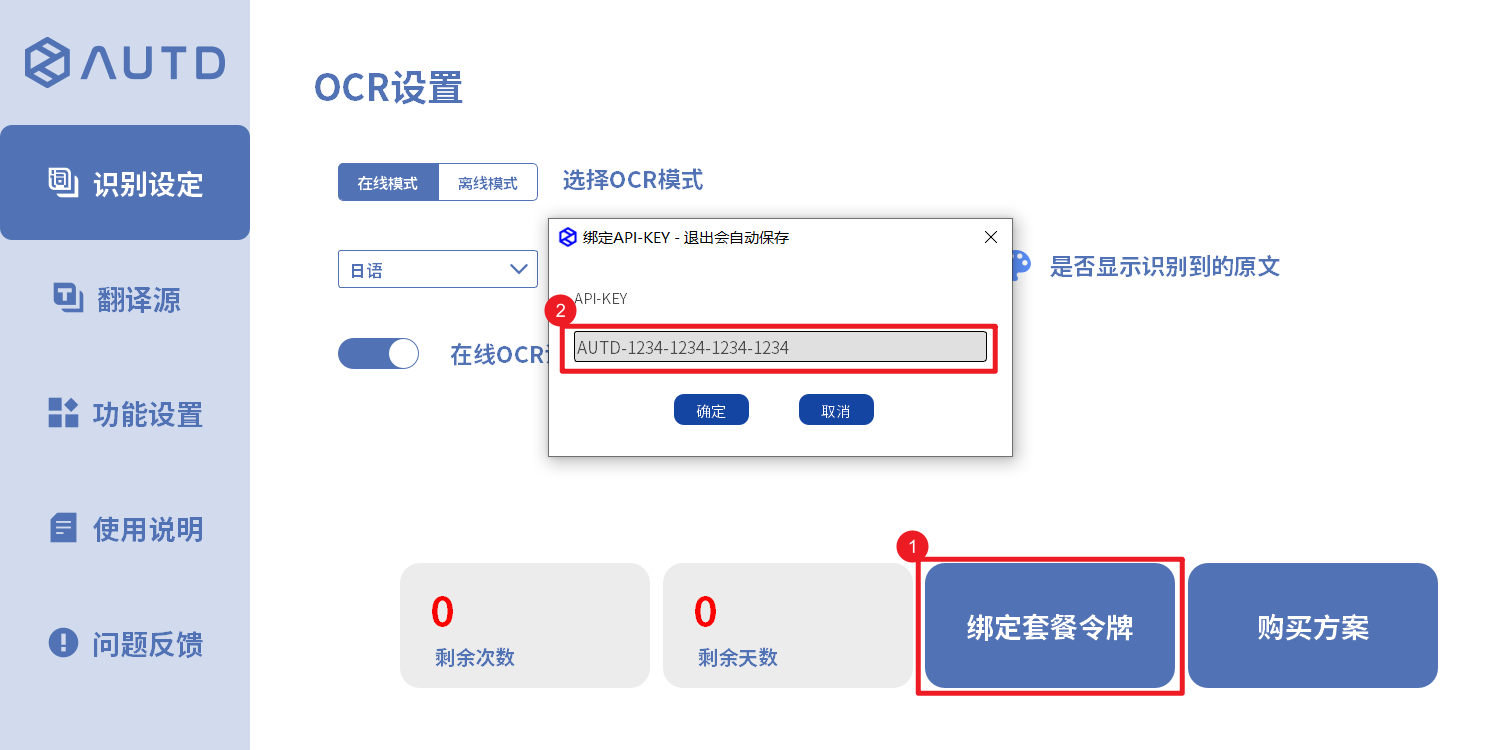 AUTD
识别设定
翻译源
功能设置
使用说明
问题反馈
OCR设置
在线模式
离线模式
选择OCR模式
日语
是否显示识别到的原文
在线OCR
绑定API-KEY - 退出会自动保存
API-KEY
2
AUTD-1234-1234-1234-1234
确定
取消
1
0
剩余次数
0
剩余天数
绑定套餐令牌
购买方案